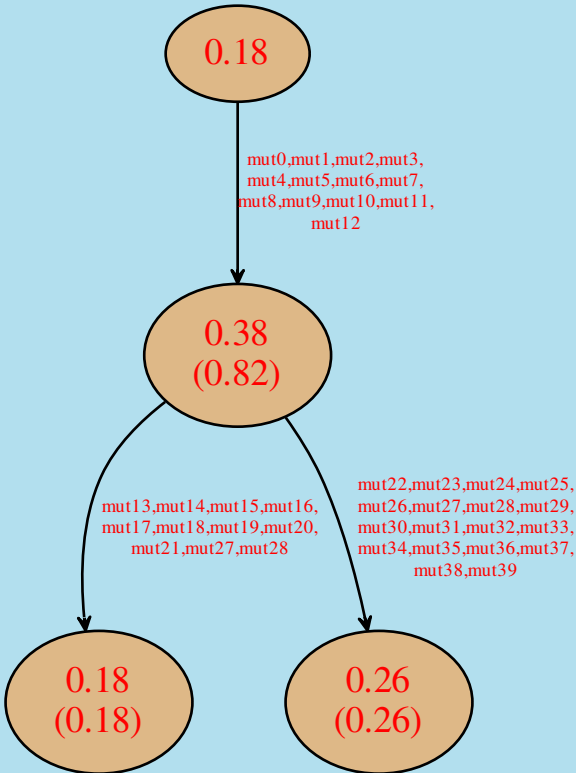 0.18
mut0,mut1,mut2,mut3,
mut4,mut5,mut6,mut7,
mut8,mut9,mut10,mut11,
mut12
0.38
(0.82)
mut13,mut14,mut15,mut16,
mut17,mut18,mut19,mut20,
mut21,mut27,mut28
mut22,mut23,mut24,mut25,
mut26,mut27,mut28,mut29,
mut30,mut31,mut32,mut33,
mut34,mut35,mut36,mut37,
mut38,mut39
0.18
(0.18)
0.26
(0.26)